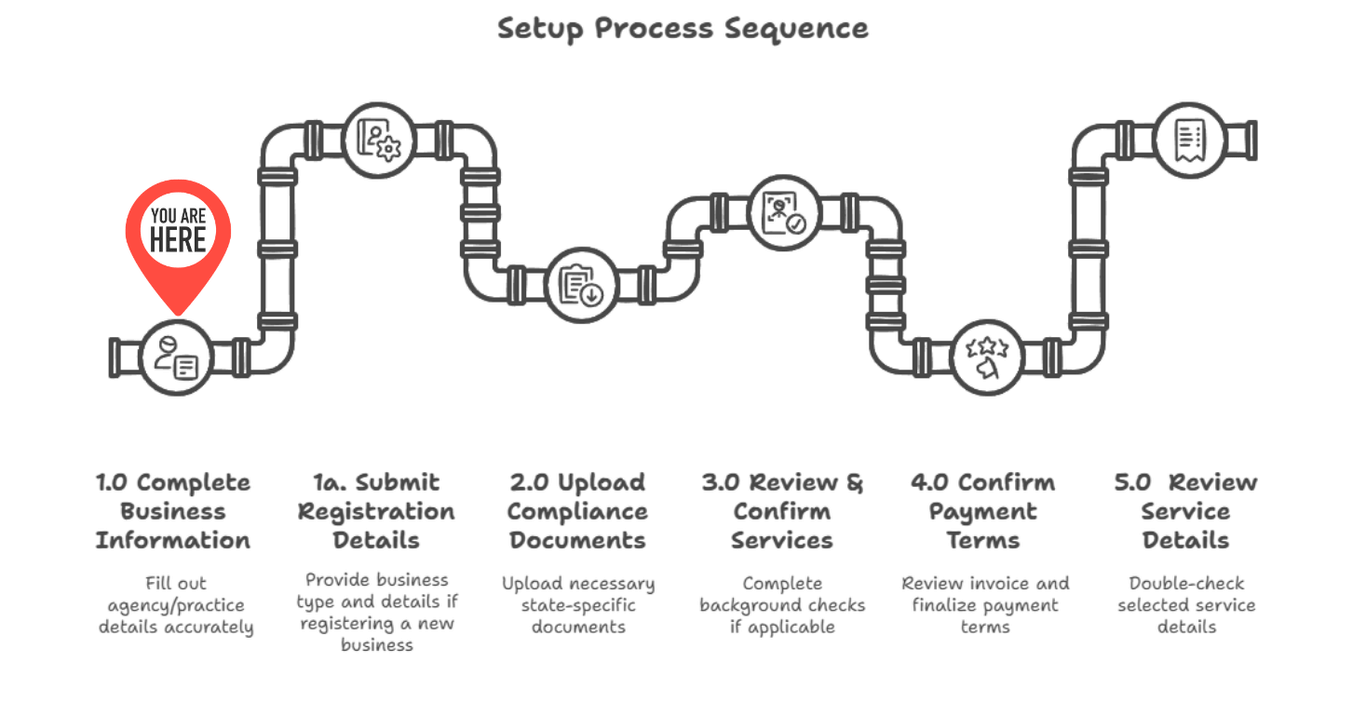 Setup Process Sequence
YOU ARE
HERE
1.0 Complete
Business
Information
Fill out
agency/practice
details accurately
1a. Submit
Registration
Details
Provide business
type and details if
registering a new
business
2.0 Upload
Compliance
Documents
Upload necessary
state-specific
documents
3.0 Review &
Confirm
Services
Complete
background checks
if applicable
4.0 Confirm
Payment
Terms
Review invoice and
finalize payment
terms
5.0 Review
Service
Details
Double-check
selected service
details